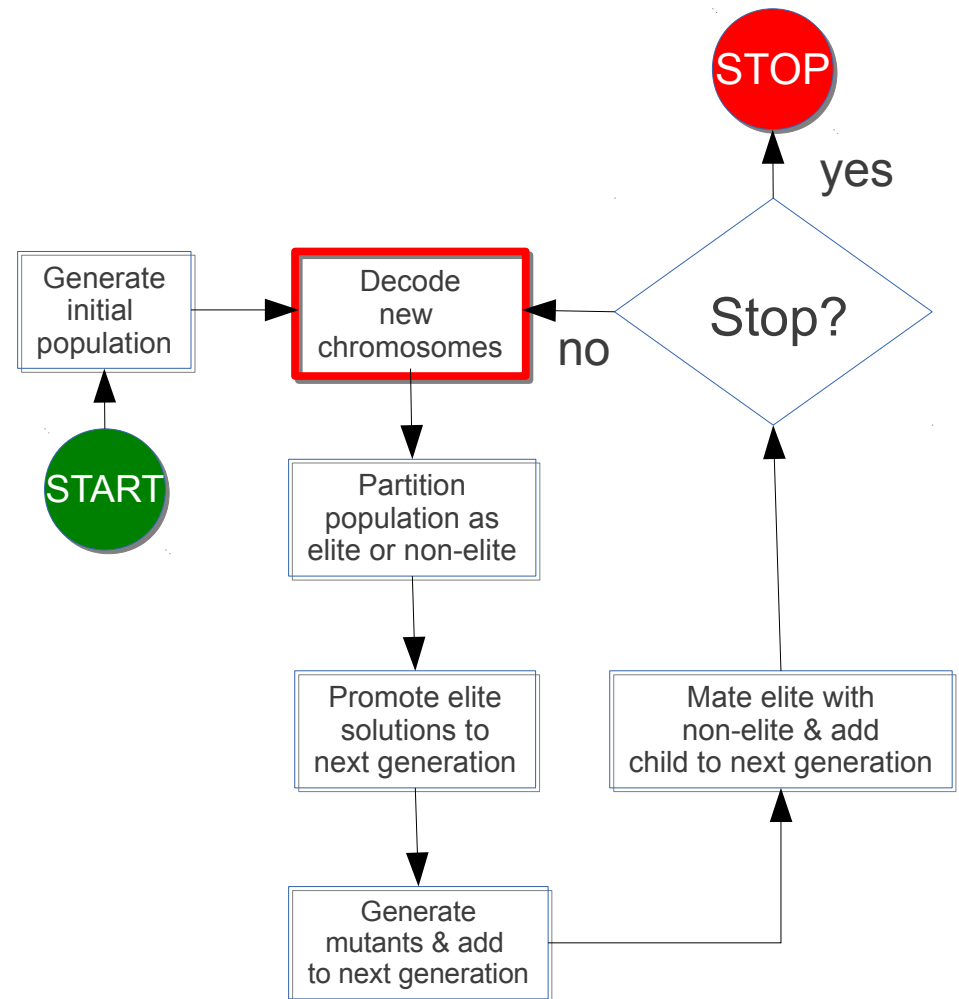 START
Generate
initial
population
Decode
new
chromosomes
Partition
population as
elite or non-elite
Promote elite
solutions to
next generation
Generate
mutants & add
to next generation
Mate elite with
non-elite & add
child to next generation
Stop?
no
yes
STOP